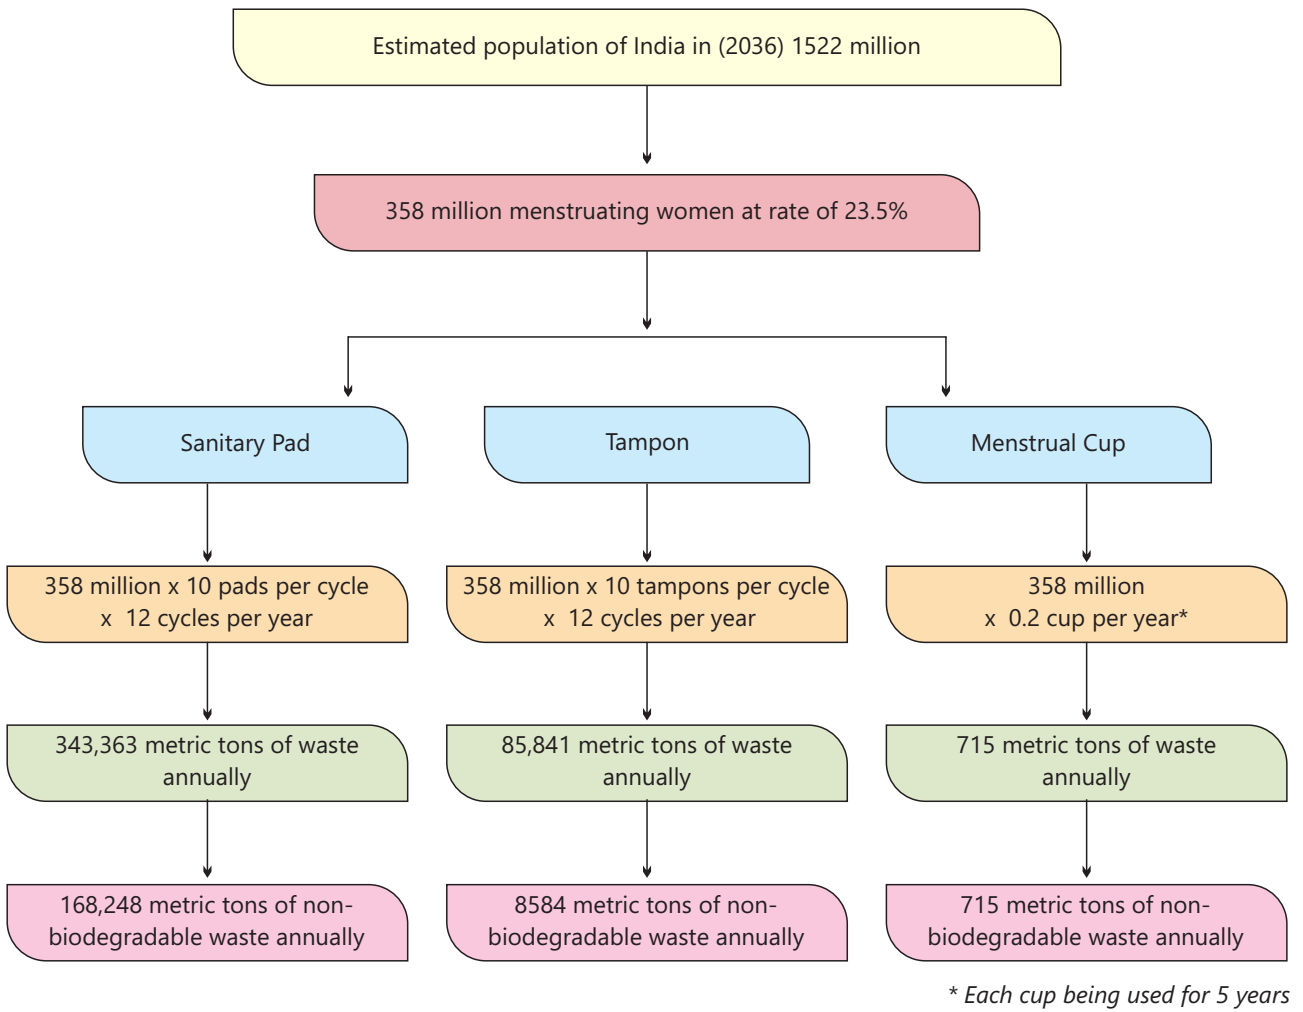 Estimated population of India in (2036) 1522 million
358 million menstruating women at rate of 23.5%
Sanitary Pad
Tampon
Menstrual Cup
358 million x 10 pads per cycle
x  12 cycles per year
358 million x 10 tampons per cycle
x  12 cycles per year
358 million
x  0.2 cup per year*
343,363 metric tons of waste
annually
85,841 metric tons of waste
annually
715 metric tons of waste
annually
168,248 metric tons of non-
biodegradable waste annually
8584 metric tons of non-
biodegradable waste annually
715 metric tons of non-
biodegradable waste annually
* Each cup being used for 5 years